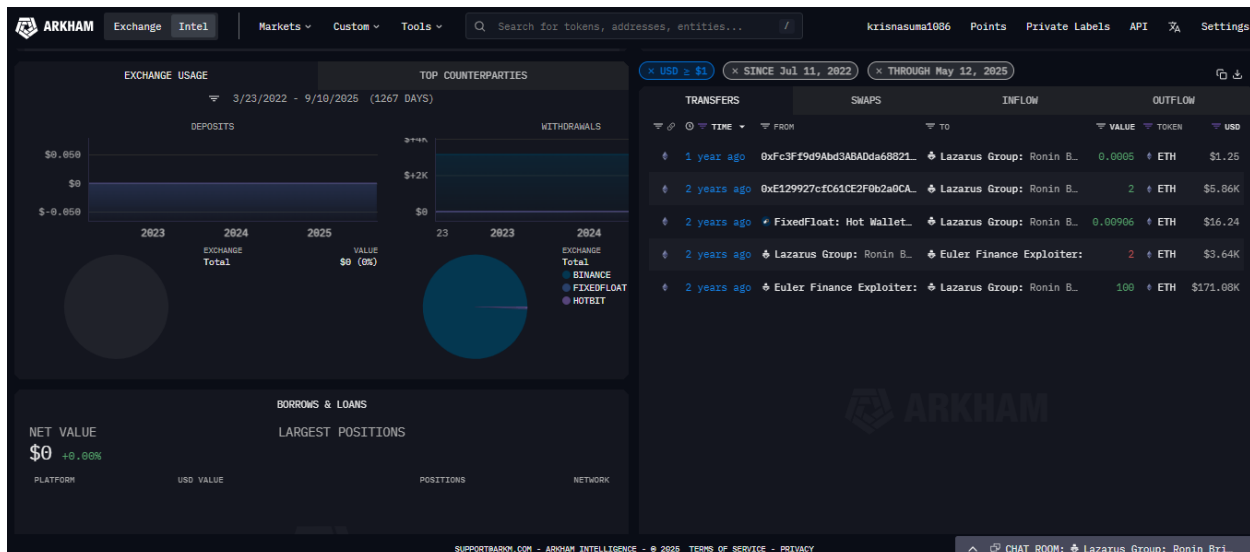 ARKHAM Exchange Intel Markets Custom Tools Search for tokens, addresses, entities... / krisnasuma1086 Points Private Labels API Settings
EXCHANGE USAGE TOP COUNTERPARTIES
3/23/2022 - 9/10/2025 (1267 DAYS)
DEPOSITS
$0.050
$0
$-0.050
2023 2024 2025
EXCHANGE VALUE
Total $0 (0%)
WITHDRAWALS
$+4K
$+2K
$0
23 2023 2024
EXCHANGE
Total
BINANCE
FIXEDFLOAT
HOTBIT
BORROWS & LOANS
NET VALUE LARGEST POSITIONS
$0 +0.00%
PLATFORM USD VALUE POSITIONS NETWORK
× USD ≥ $1 × SINCE Jul 11, 2022 × THROUGH May 12, 2025
TRANSFERS SWAPS INFLOW OUTFLOW
TIME FROM TO VALUE TOKEN USD
1 year ago 0xFc3Ff9d9Abd3ABADda68821… Lazarus Group: Ronin B… 0.0005 ETH $1.25
2 years ago 0xE129927cfC61CE2F0b2a0CA… Lazarus Group: Ronin B… 2 ETH $5.86K
2 years ago FixedFloat: Hot Wallet… Lazarus Group: Ronin B… 0.00906 ETH $16.24
2 years ago Lazarus Group: Ronin B… Euler Finance Exploiter: 2 ETH $3.64K
2 years ago Euler Finance Exploiter: Lazarus Group: Ronin B… 100 ETH $171.08K
ARKHAM
SUPPORT@ARKM.COM - ARKHAM INTELLIGENCE - © 2025 TERMS OF SERVICE - PRIVACY
CHAT ROOM: Lazarus Group: Ronin Bri…